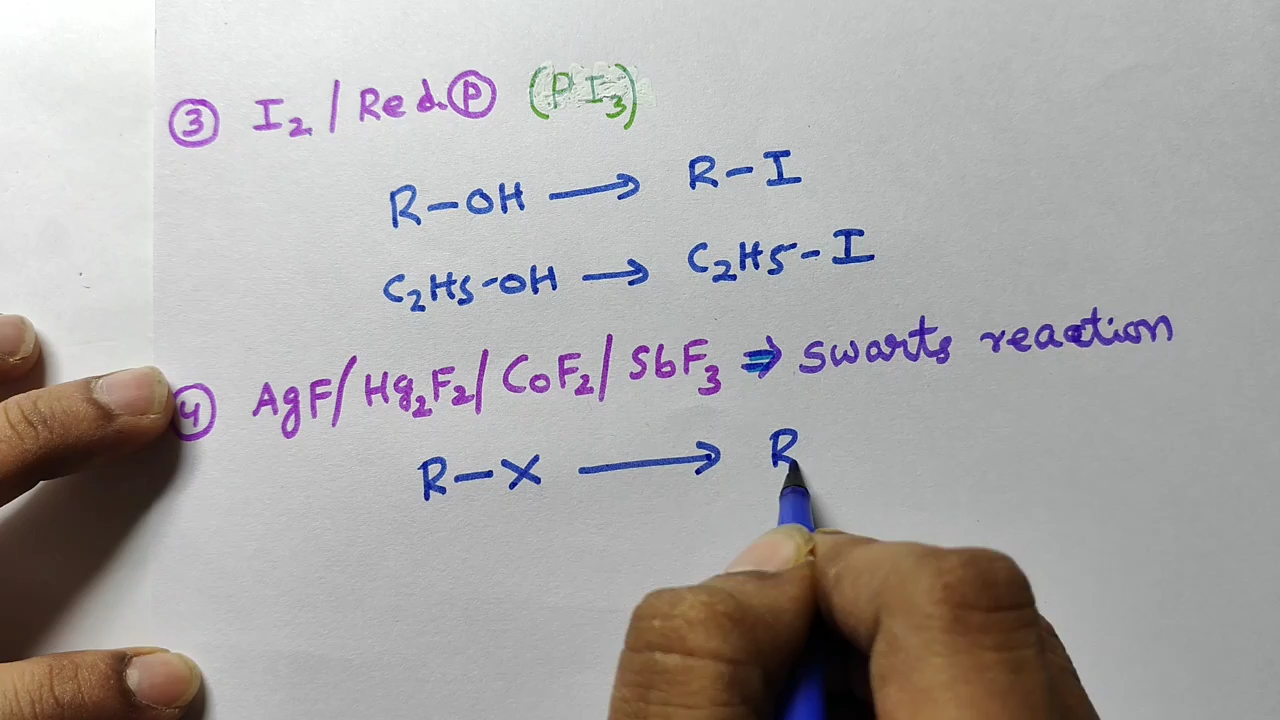 ③ I₂ / Red. Ⓟ (PI₃)
R–OH ⟶ R–I
C₂H₅–OH ⟶ C₂H₅–I
④ AgF/Hg₂F₂/CoF₂/SbF₃ ⇒ swarts reaction
R–X ⟶ R